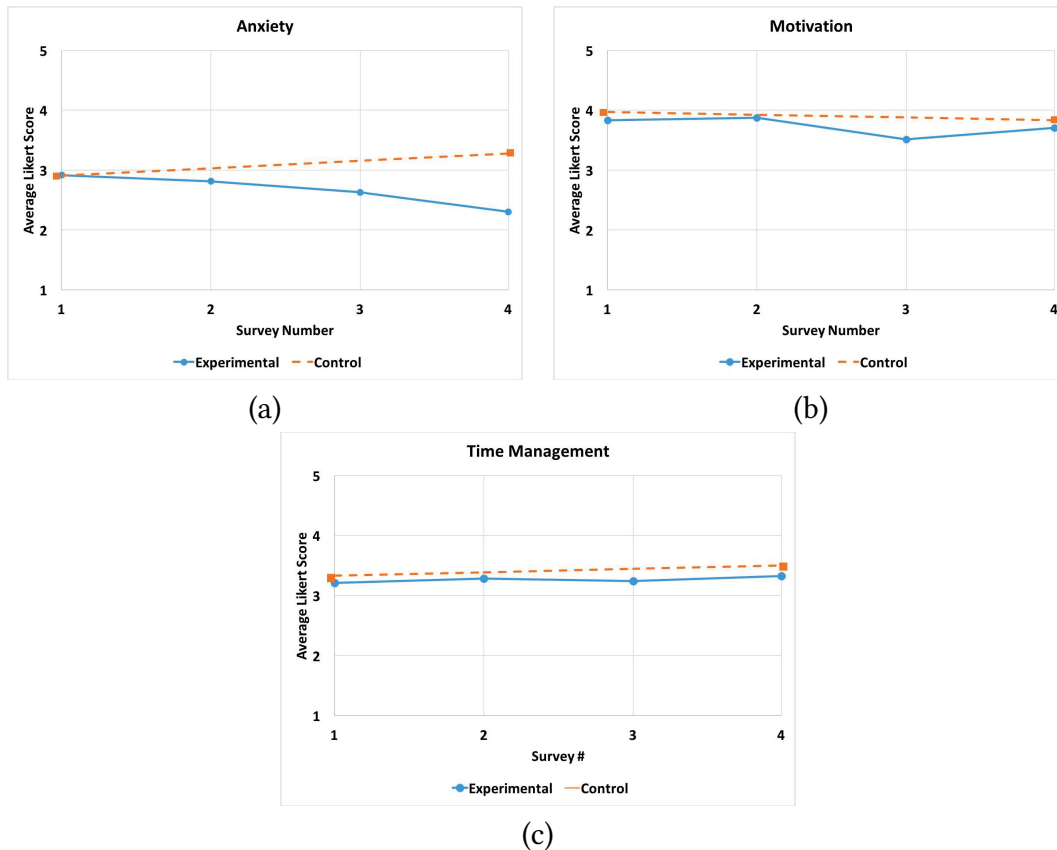 Anxiety
5
4
3
2
1
Average Likert Score
1 2 3 4
Survey Number
Experimental Control
(a)
Motivation
5
4
3
2
1
Average Likert Score
1 2 3 4
Survey Number
Experimental Control
(b)
Time Management
5
4
3
2
1
Average Likert Score
1 2 3 4
Survey #
Experimental Control
(c)